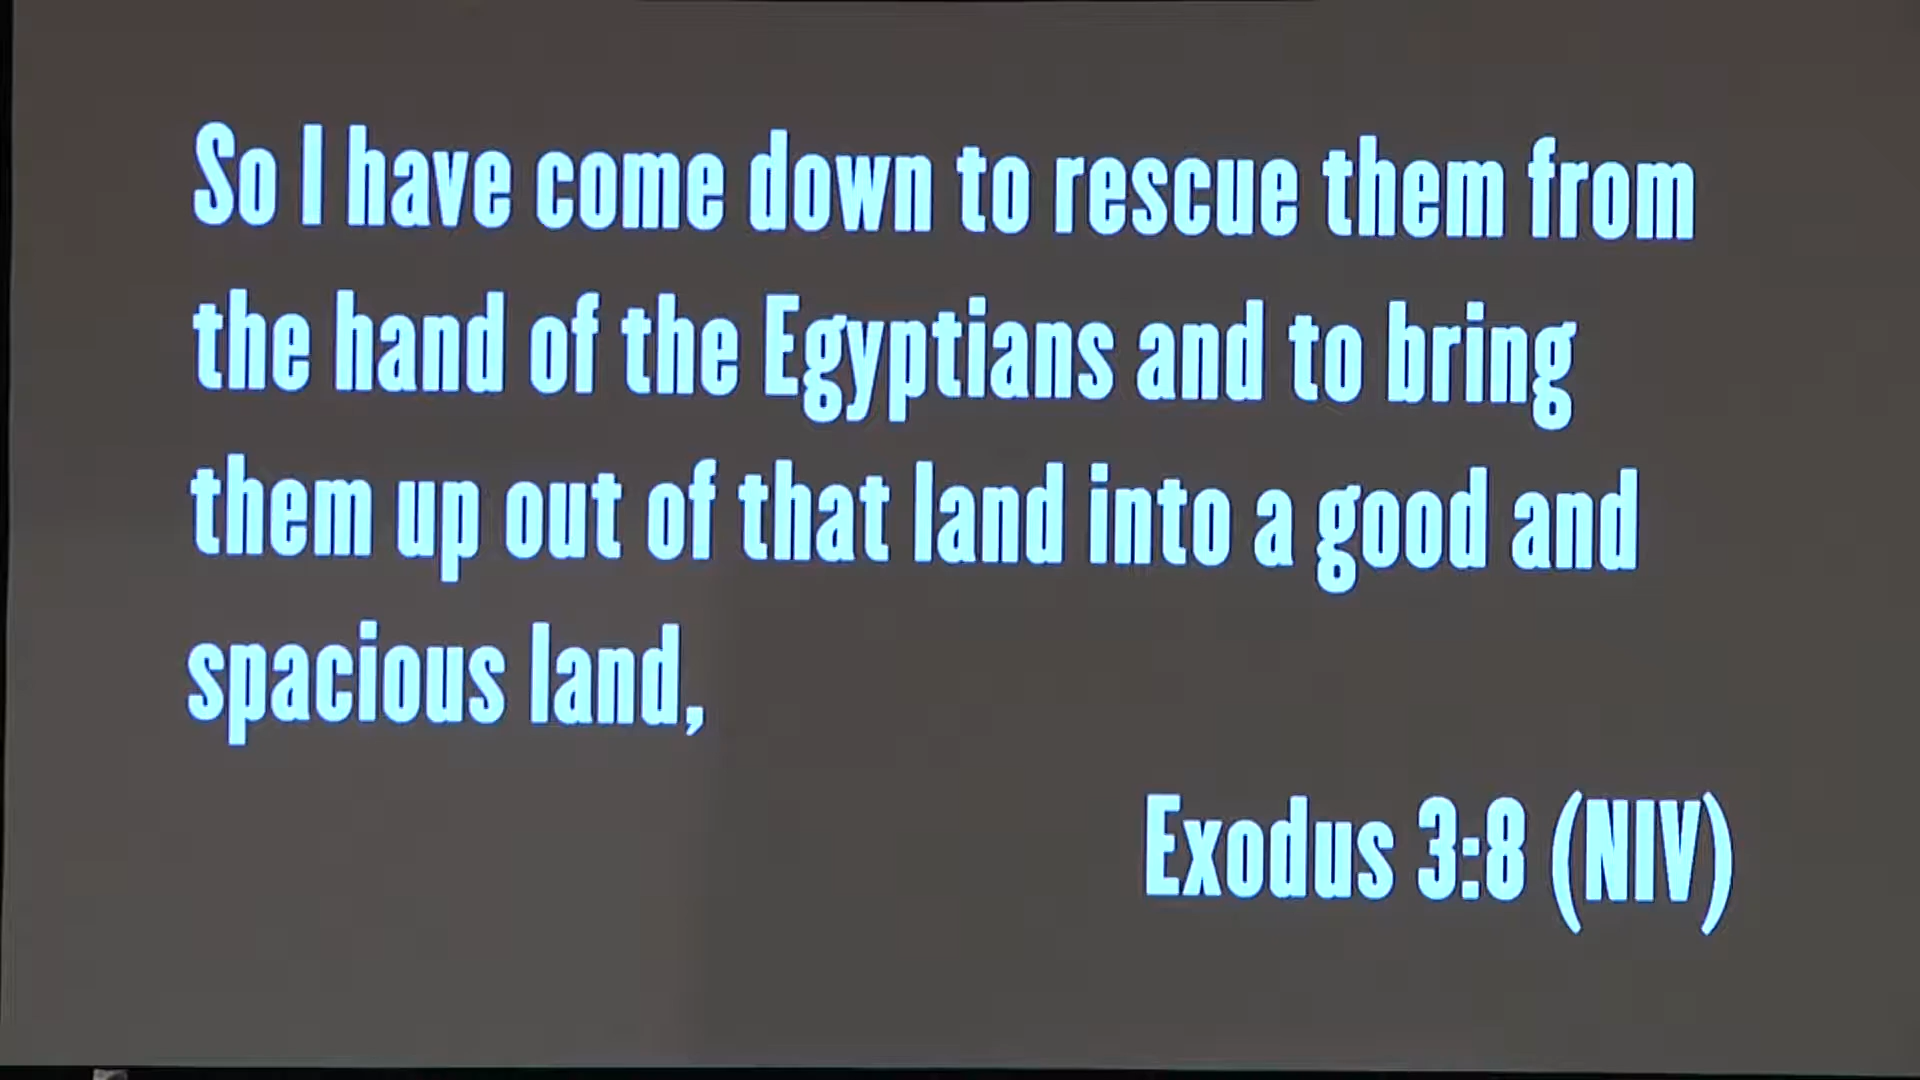 So I have come down to rescue them from
the hand of the Egyptians and to bring
them up out of that land into a good and
spacious land,
Exodus 3:8 (NIV)